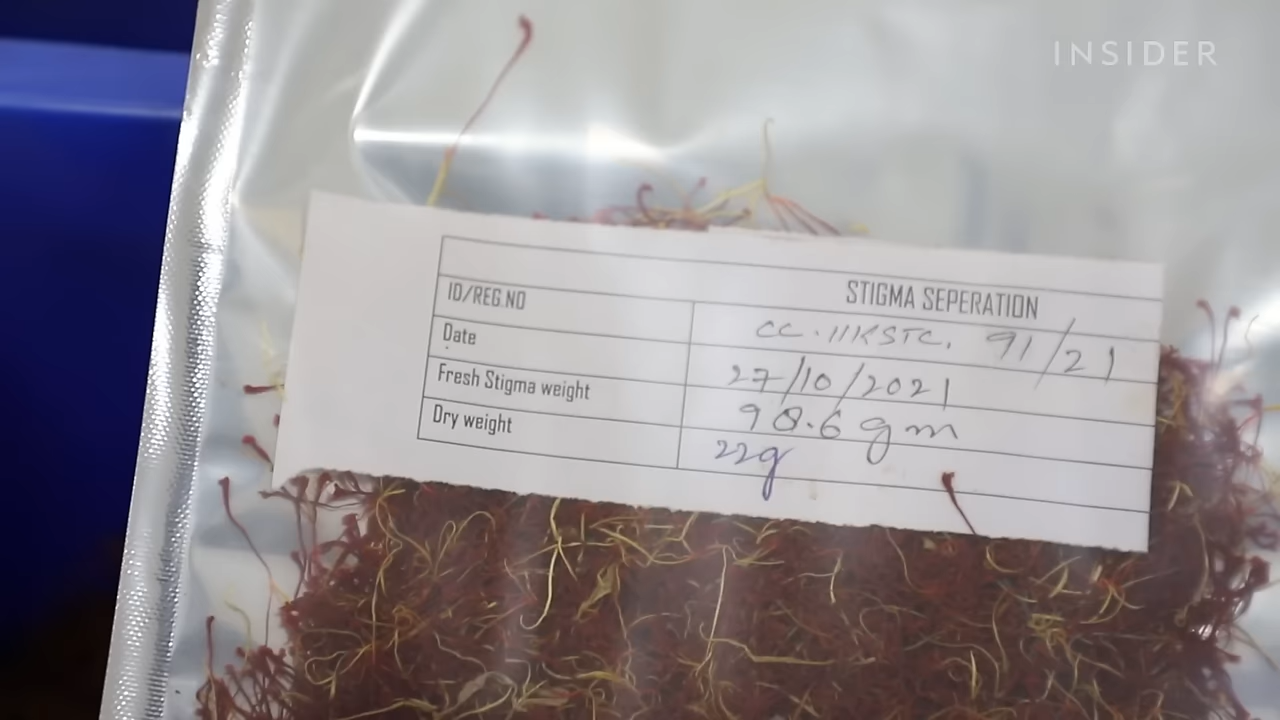 INSIDER
STIGMA SEPERATION
ID/REG.NO CC.IIKSTC. 91/21
Date 27/10/2021
Fresh Stigma weight 98.6 gm
Dry weight 22g